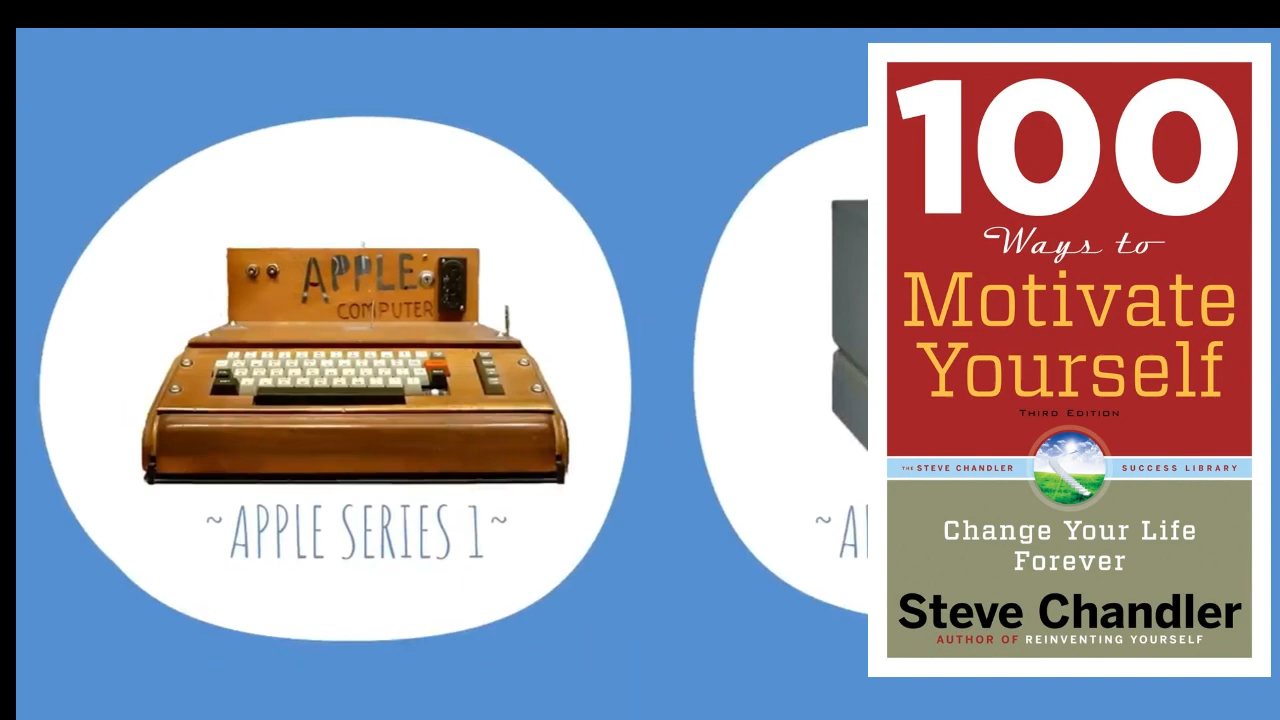 APPLE
COMPUTER
~APPLE SERIES 1~
100
Ways to
Motivate
Yourself
THIRD EDITION
THE STEVE CHANDLER SUCCESS LIBRARY
Change Your Life
Forever
Steve Chandler
AUTHOR OF REINVENTING YOURSELF